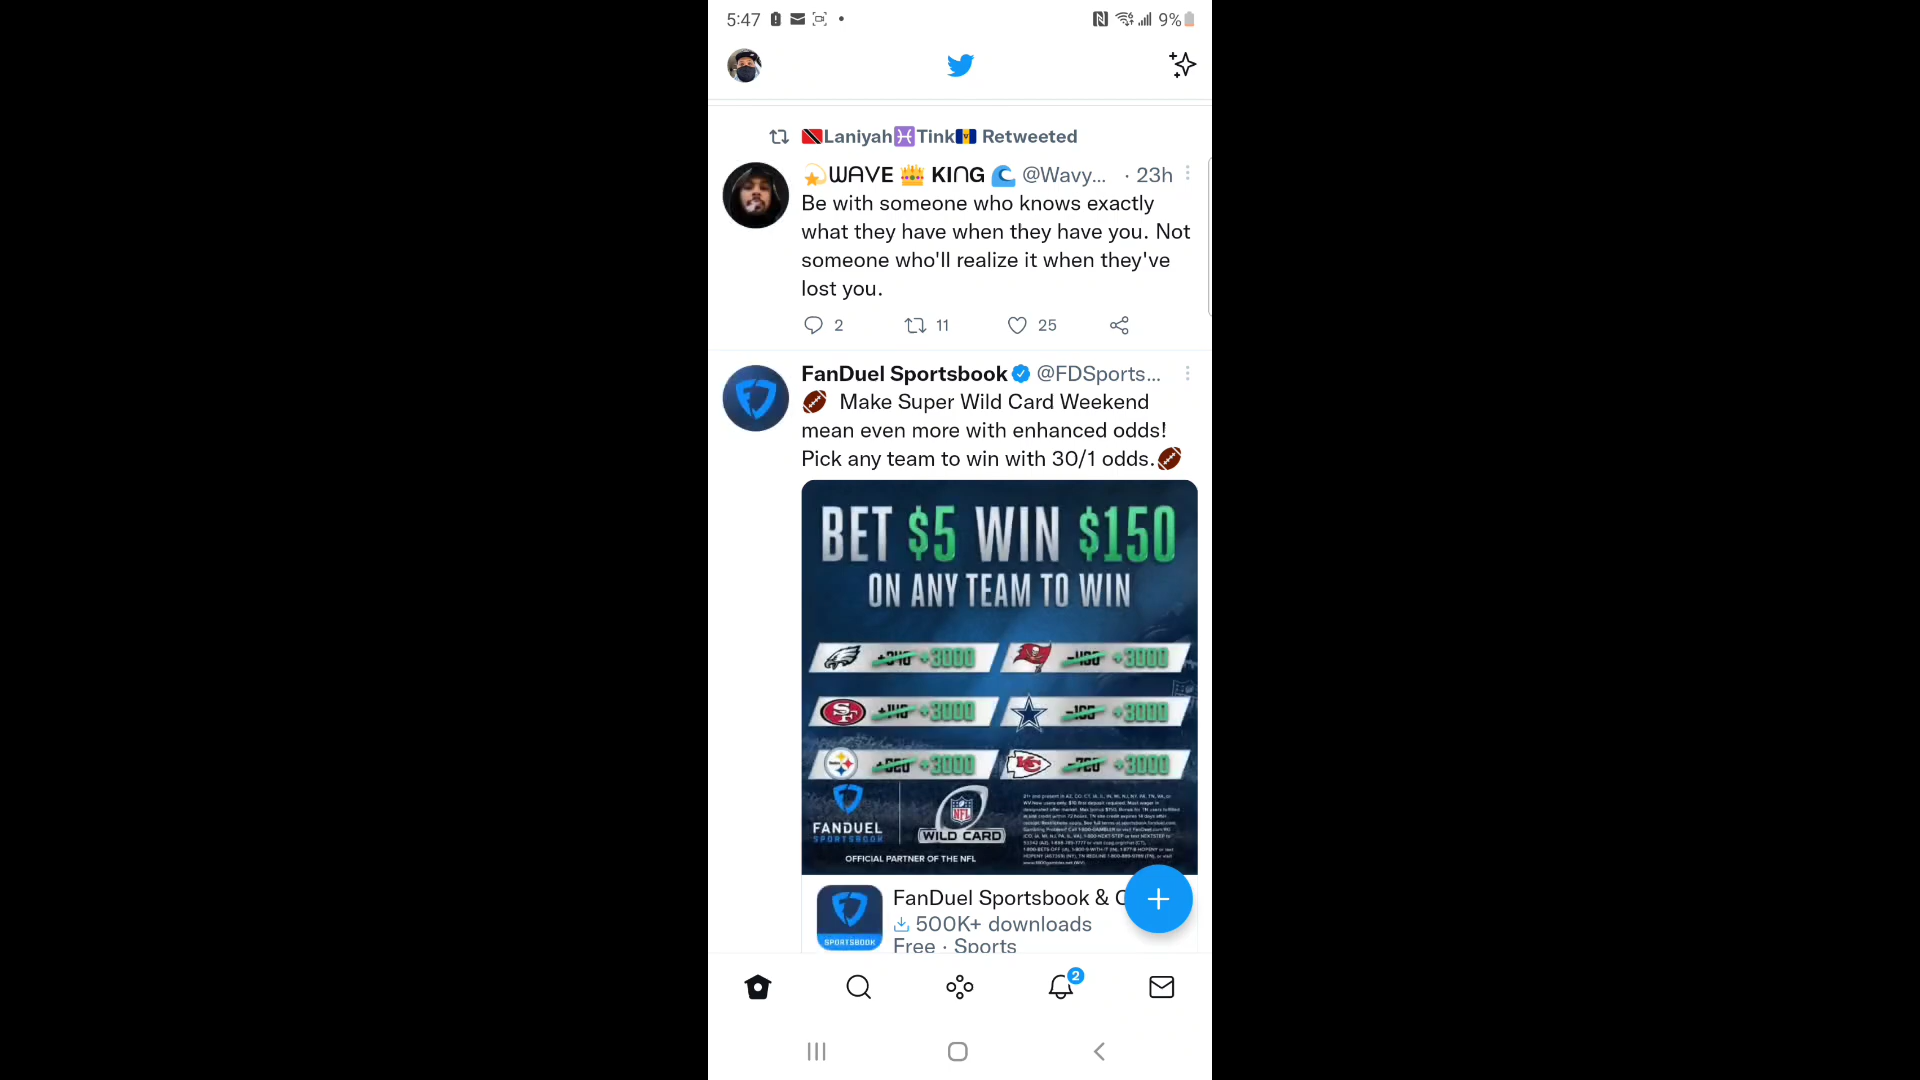 5:47
9%
Laniyah Tink Retweeted
WAVE KING @Wavy... · 23h
Be with someone who knows exactly
what they have when they have you. Not
someone who'll realize it when they've
lost you.
2 11 25
FanDuel Sportsbook @FDSports...
Make Super Wild Card Weekend
mean even more with enhanced odds!
Pick any team to win with 30/1 odds.
BET $5 WIN $150
ON ANY TEAM TO WIN
+3000 +3000
+140 +3000 +3000
+3000 +3000
FANDUEL
SPORTSBOOK
NFL
WILD CARD
OFFICIAL PARTNER OF THE NFL
FanDuel Sportsbook &
SPORTSBOOK
500K+ downloads
Free · Sports
2